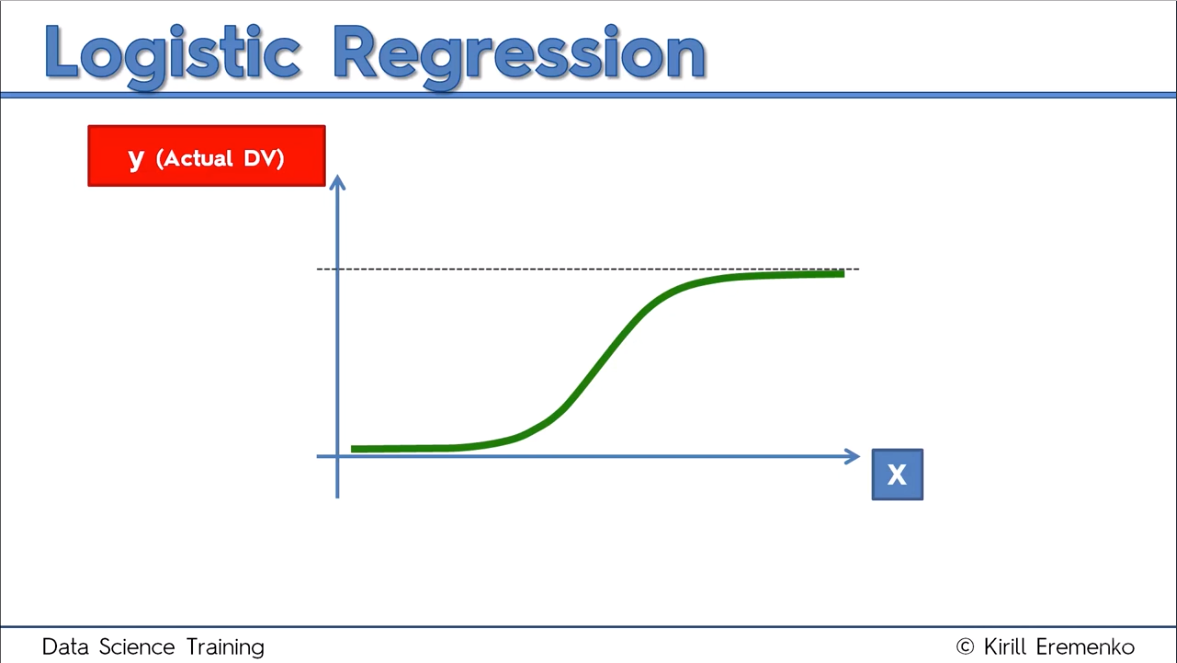 Logistic Regression
y (Actual DV)
X
Data Science Training
© Kirill Eremenko